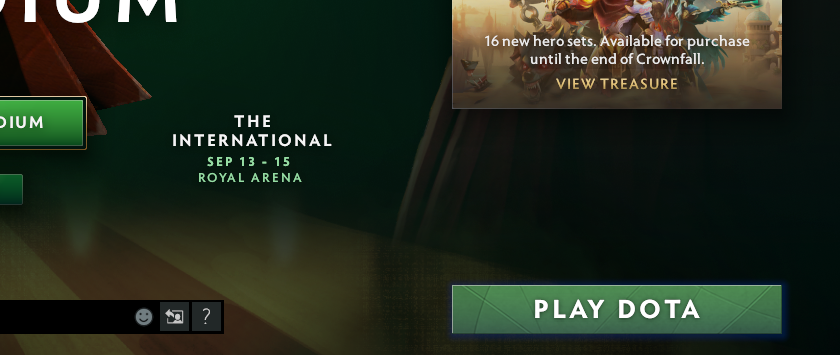 16 new hero sets. Available for purchase
until the end of Crownfall.
VIEW TREASURE
THE
INTERNATIONAL
SEP 13 - 15
ROYAL ARENA
?
PLAY DOTA